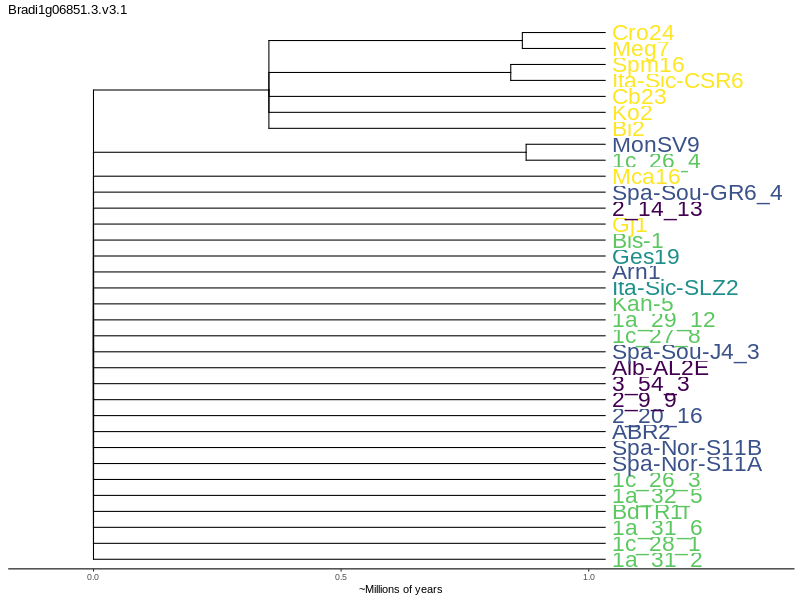 Bradi1g06851.3.v3.1
Cro24
Meg7
Spm16
Ita-Sic-CSR6
Cb23
Ko2
Bi2
MonSV9
1c_26_4
Mca16
Spa-Sou-GR6_4
2_14_13
Gj1
Bis-1
Ges19
Arn1
Ita-Sic-SLZ2
Kah-5
1a_29_12
1c_27_8
Spa-Sou-J4_3
Alb-AL2E
3_54_3
2_9_9
2_20_16
ABR2
Spa-Nor-S11B
Spa-Nor-S11A
1c_26_3
1a_32_5
BdTR1f
1a_31_6
1c_28_1
1a_31_2
0.0 0.5 1.0
~Millions of years